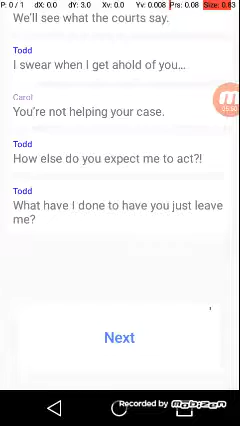 P: 0 / 1 dX: 0.0 dY: 3.0 Xv: 0.0 Yv: 0.008 Prs: 0.08 Size: 0.63
We'll see what the courts say.
Todd
I swear when I get ahold of you…
Carol
You're not helping your case.
Todd
How else do you expect me to act?!
Todd
What have I done to have you just leave
me?
Next
Recorded by mobizen